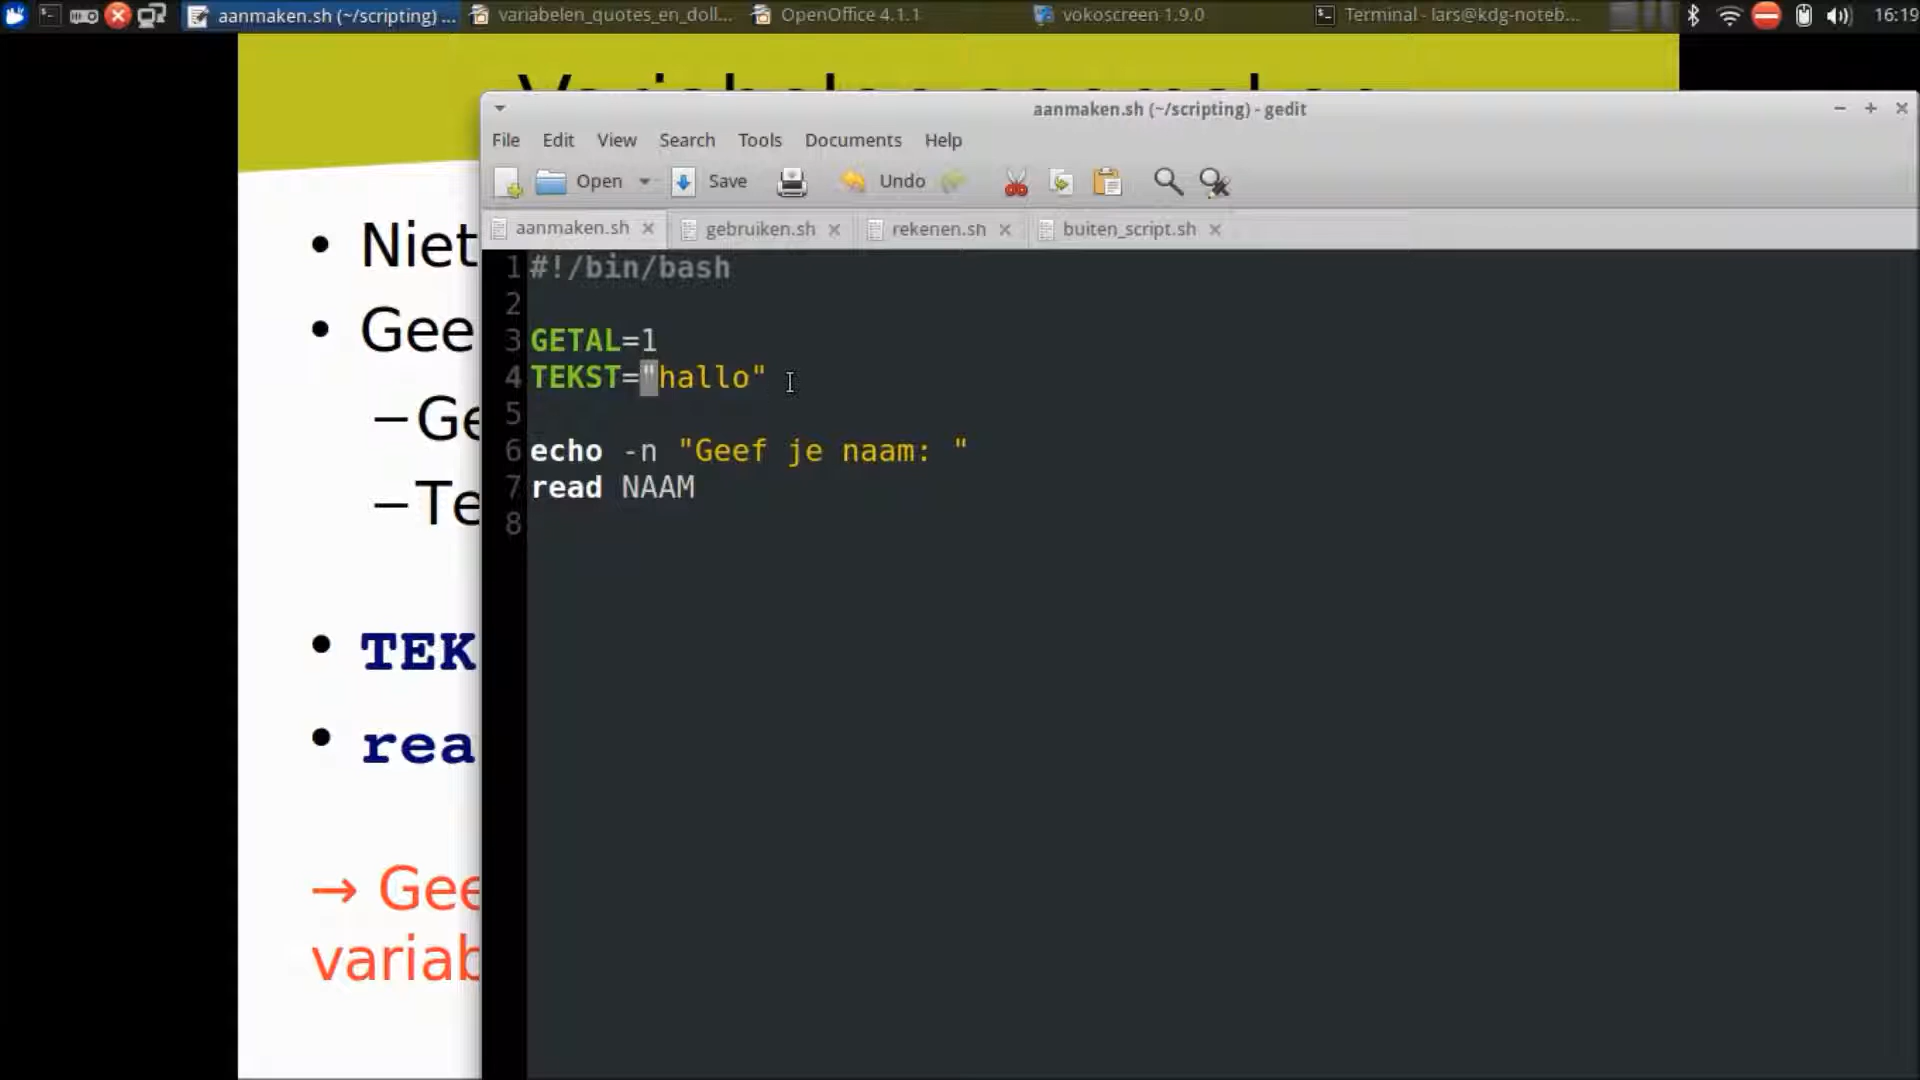 aanmaken.sh (~/scripting) ...
variabelen_quotes_en_doll...
OpenOffice 4.1.1
vokoscreen 1.9.0
Terminal - lars@kdg-noteb...
16:19
aanmaken.sh (~/scripting) - gedit
File Edit View Search Tools Documents Help
Open Save Undo
aanmaken.sh gebruiken.sh rekenen.sh buiten_script.sh
1 #!/bin/bash
2
3 GETAL=1
4 TEKST="hallo"
5
6 echo -n "Geef je naam: "
7 read NAAM
8
• Niet
• Gee
– Ge
– Te
• TEK
• rea
→ Gee
variab